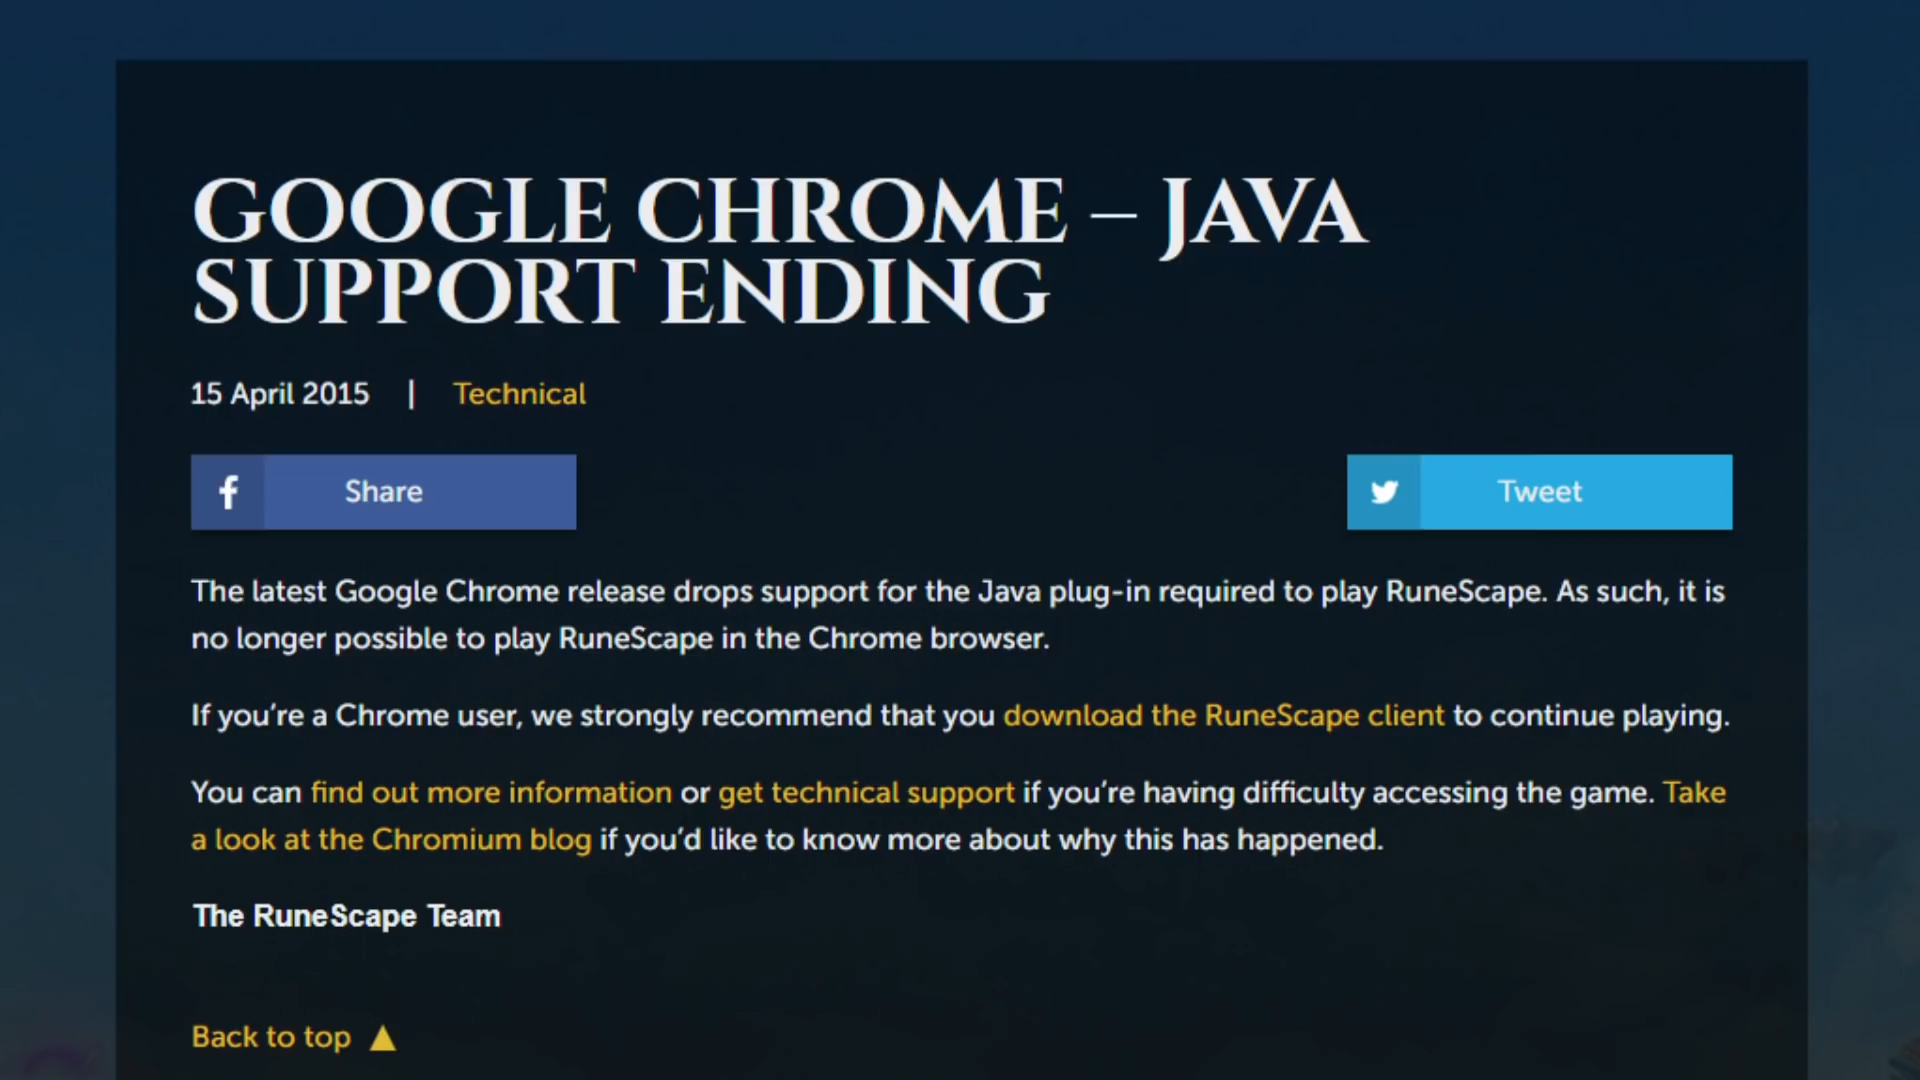 GOOGLE CHROME – JAVA
SUPPORT ENDING
15 April 2015 | Technical
Share
Tweet
The latest Google Chrome release drops support for the Java plug-in required to play RuneScape. As such, it is
no longer possible to play RuneScape in the Chrome browser.
If you’re a Chrome user, we strongly recommend that you download the RuneScape client to continue playing.
You can find out more information or get technical support if you’re having difficulty accessing the game. Take
a look at the Chromium blog if you’d like to know more about why this has happened.
The RuneScape Team
Back to top ▲